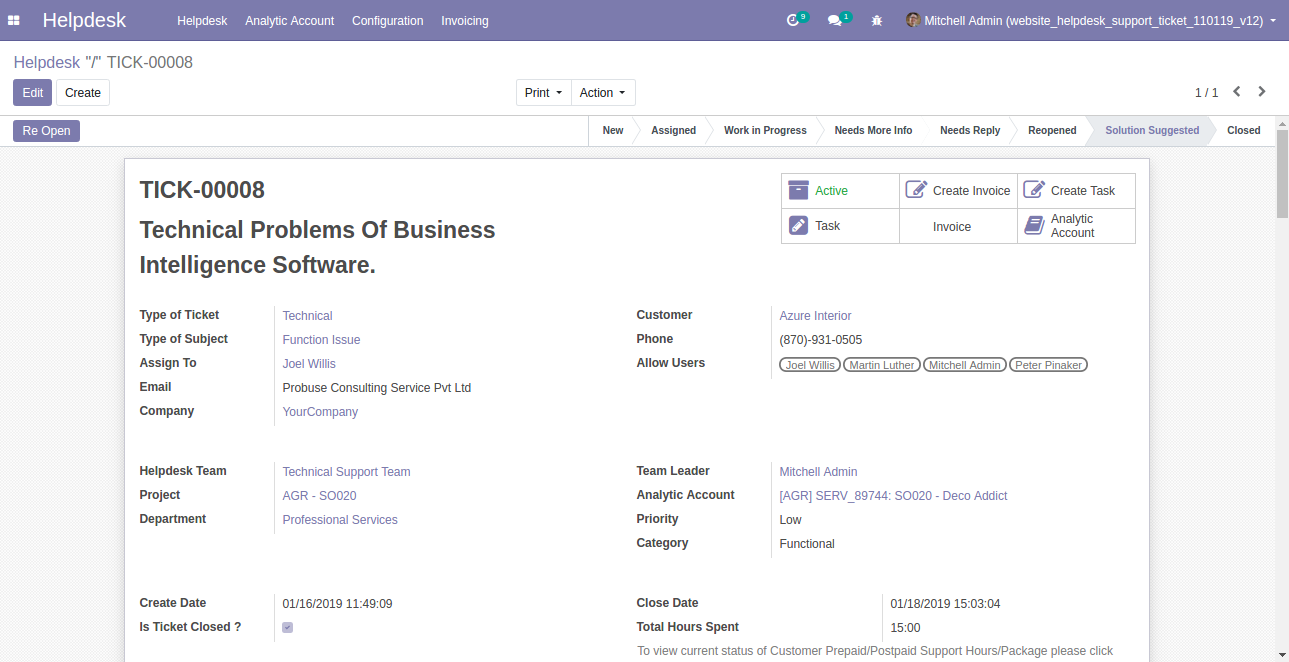 Helpdesk
Helpdesk Analytic Account Configuration Invoicing
9 1 Mitchell Admin (website_helpdesk_support_ticket_110119_v12)
Helpdesk "/" TICK-00008
Edit Create Print Action 1 / 1
Re Open New Assigned Work in Progress Needs More Info Needs Reply Reopened Solution Suggested Closed
TICK-00008
Technical Problems Of Business
Intelligence Software.
Active Create Invoice Create Task
Task Invoice Analytic
Account
Type of Ticket Technical
Type of Subject Function Issue
Assign To Joel Willis
Email Probuse Consulting Service Pvt Ltd
Company YourCompany
Customer Azure Interior
Phone (870)-931-0505
Allow Users Joel Willis Martin Luther Mitchell Admin Peter Pinaker
Helpdesk Team Technical Support Team
Project AGR - SO020
Department Professional Services
Team Leader Mitchell Admin
Analytic Account [AGR] SERV_89744: SO020 - Deco Addict
Priority Low
Category Functional
Create Date 01/16/2019 11:49:09
Is Ticket Closed ?
Close Date 01/18/2019 15:03:04
Total Hours Spent 15:00
To view current status of Customer Prepaid/Postpaid Support Hours/Package please click